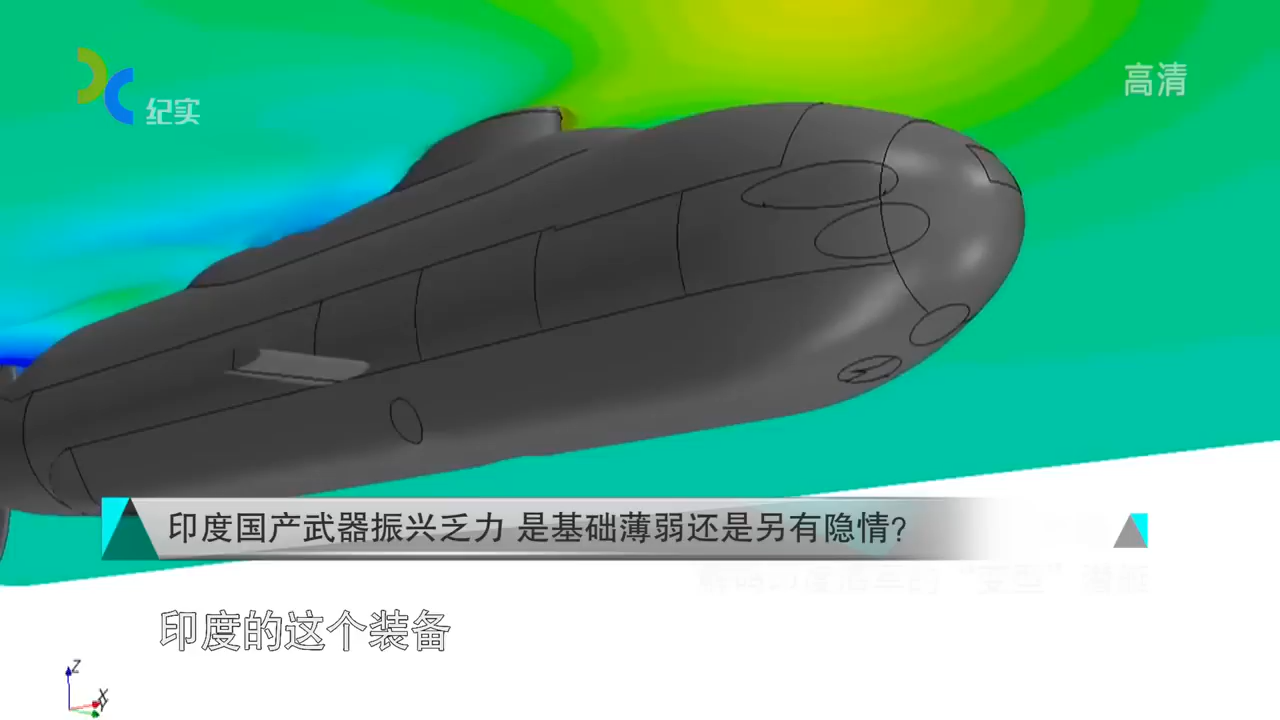 纪实
高清
印度国产武器振兴乏力 是基础薄弱还是另有隐情?
印度的这个装备
Z
X
Y